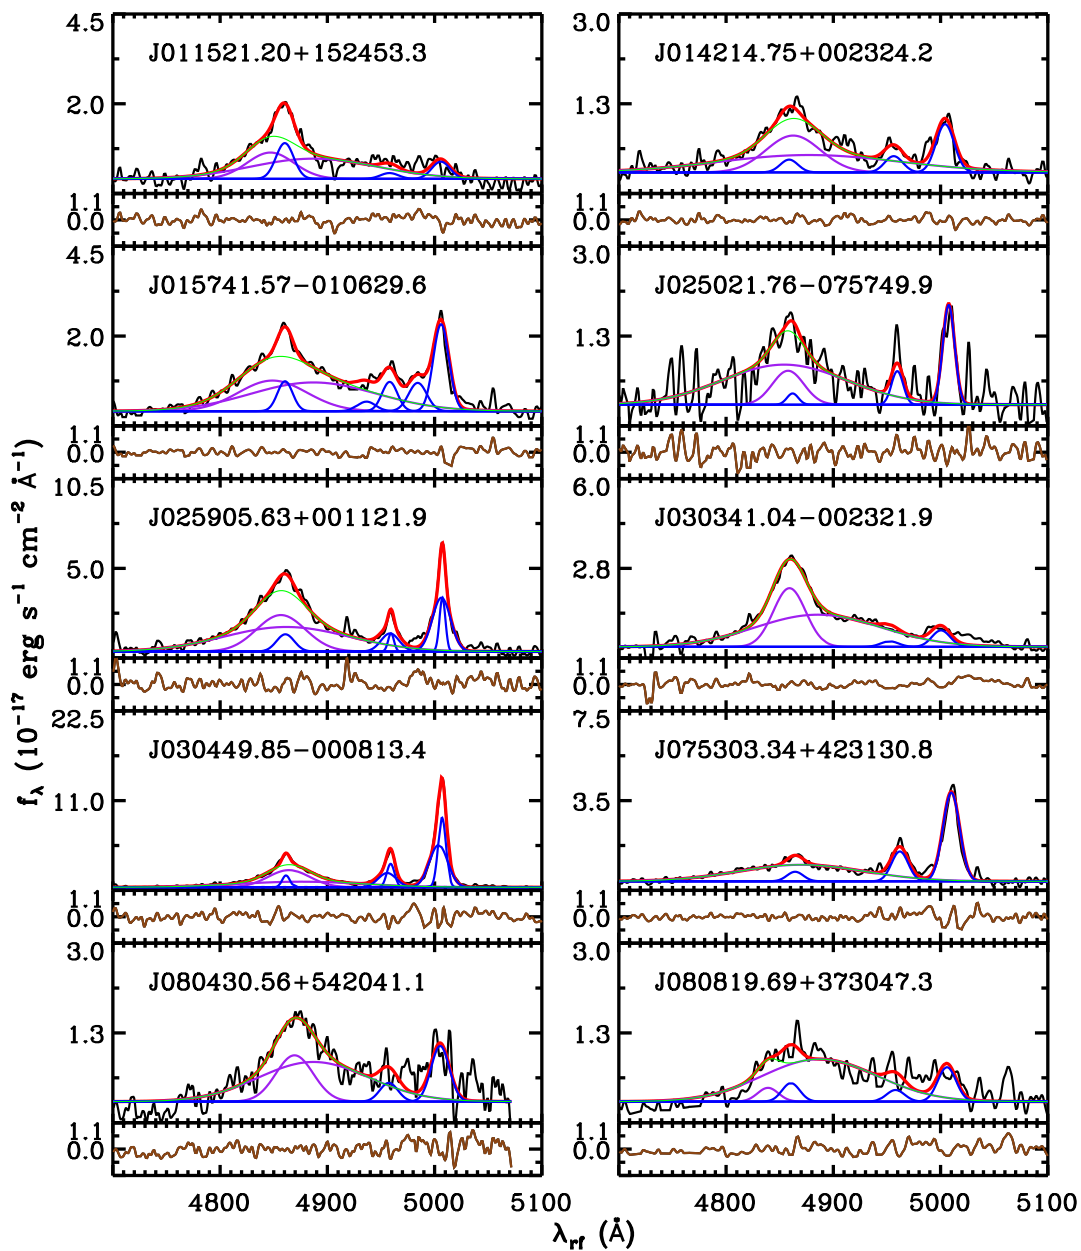 4.5
J011521.20+152453.3
2.0
1.1
0.0
3.0
J014214.75+002324.2
1.3
1.1
0.0
4.5
J015741.57−010629.6
2.0
1.1
0.0
3.0
J025021.76−075749.9
1.3
1.1
0.0
10.5
J025905.63+001121.9
5.0
1.1
0.0
6.0
J030341.04−002321.9
2.8
1.1
0.0
22.5
J030449.85−000813.4
11.0
1.1
0.0
7.5
J075303.34+423130.8
3.5
1.1
0.0
3.0
J080430.56+542041.1
1.3
1.1
0.0
3.0
J080819.69+373047.3
1.3
1.1
0.0
4800 4900 5000 5100
4800 4900 5000 5100
λrf (Å)
fλ (10−17 erg s−1 cm−2 Å−1)